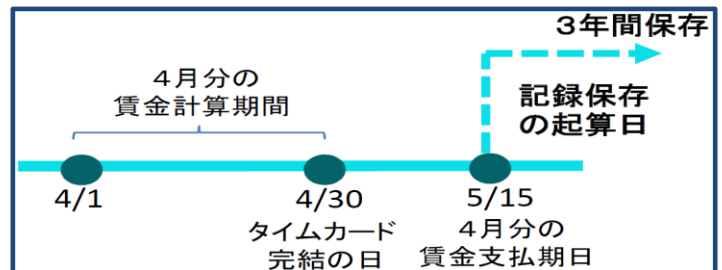 3年間保存
4月分の
賃金計算期間
記録保存
の起算日
4/1
4/30
5/15
タイムカード
完結の日
4月分の
賃金支払期日